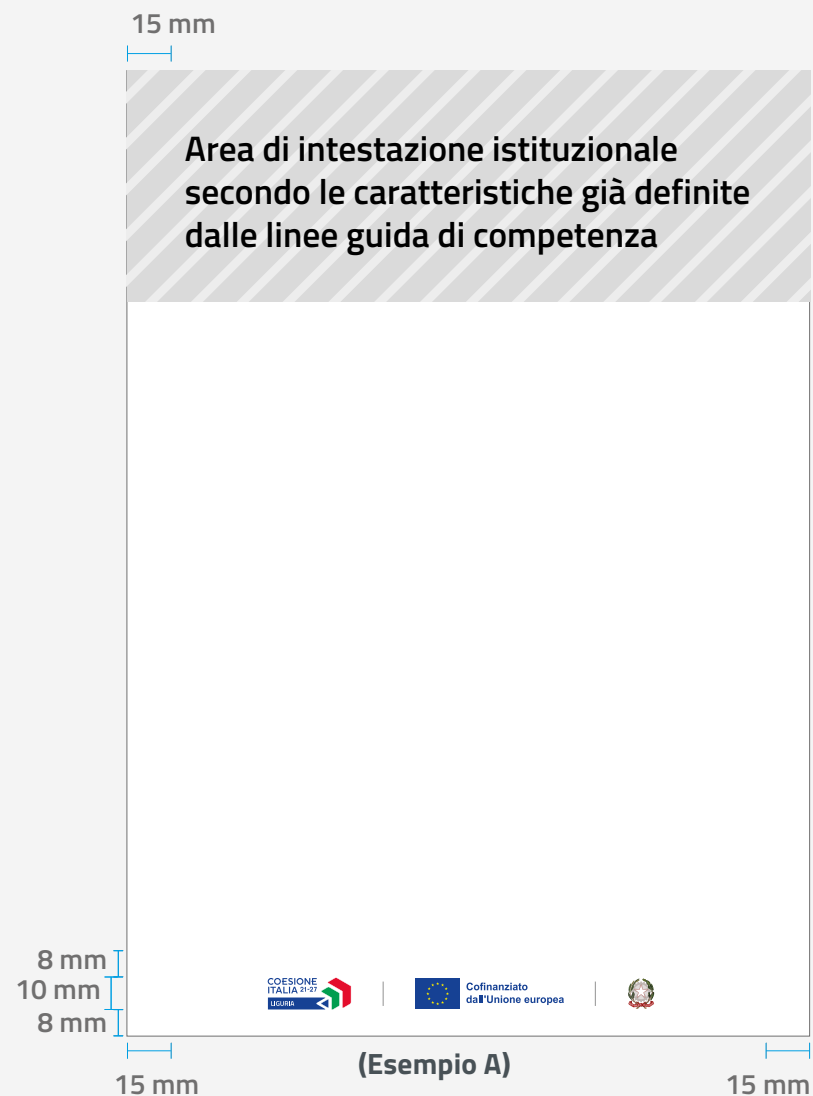 15 mm
Area di intestazione istituzionale
secondo le caratteristiche già definite
dalle linee guida di competenza
8 mm
10 mm
8 mm
COESIONE
ITALIA 21-27
LIGURIA
Cofinanziato
dall'Unione europea
(Esempio A)
15 mm
15 mm